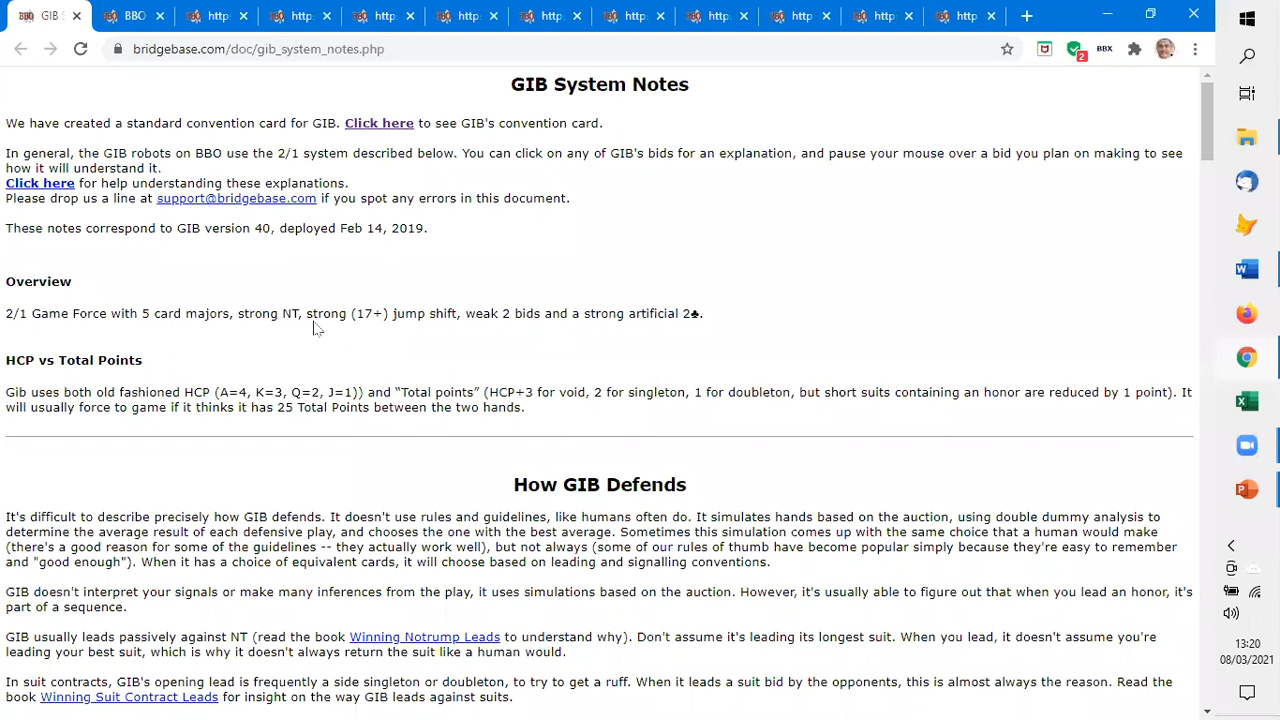 GIB S
BBO
http:
http:
http:
http:
http:
http:
http:
http
http:
http
bridgebase.com/doc/gib_system_notes.php
2
BBX
GIB System Notes
We have created a standard convention card for GIB. Click here to see GIB's convention card.
In general, the GIB robots on BBO use the 2/1 system described below. You can click on any of GIB's bids for an explanation, and pause your mouse over a bid you plan on making to see
how it will understand it.
Click here for help understanding these explanations.
Please drop us a line at support@bridgebase.com if you spot any errors in this document.
These notes correspond to GIB version 40, deployed Feb 14, 2019.
Overview
2/1 Game Force with 5 card majors, strong NT, strong (17+) jump shift, weak 2 bids and a strong artificial 2♣.
HCP vs Total Points
Gib uses both old fashioned HCP (A=4, K=3, Q=2, J=1)) and “Total points” (HCP+3 for void, 2 for singleton, 1 for doubleton, but short suits containing an honor are reduced by 1 point). It
will usually force to game if it thinks it has 25 Total Points between the two hands.
How GIB Defends
It's difficult to describe precisely how GIB defends. It doesn't use rules and guidelines, like humans often do. It simulates hands based on the auction, using double dummy analysis to
determine the average result of each defensive play, and chooses the one with the best average. Sometimes this simulation comes up with the same choice that a human would make
(there's a good reason for some of the guidelines -- they actually work well), but not always (some of our rules of thumb have become popular simply because they're easy to remember
and "good enough"). When it has a choice of equivalent cards, it will choose based on leading and signalling conventions.
GIB doesn't interpret your signals or make many inferences from the play, it uses simulations based on the auction. However, it's usually able to figure out that when you lead an honor, it's
part of a sequence.
GIB usually leads passively against NT (read the book Winning Notrump Leads to understand why). Don't assume it's leading its longest suit. When you lead, it doesn't assume you're
leading your best suit, which is why it doesn't always return the suit like a human would.
In suit contracts, GIB's opening lead is frequently a side singleton or doubleton, to try to get a ruff. When it leads a suit bid by the opponents, this is almost always the reason. Read the
book Winning Suit Contract Leads for insight on the way GIB leads against suits.
13:20
08/03/2021